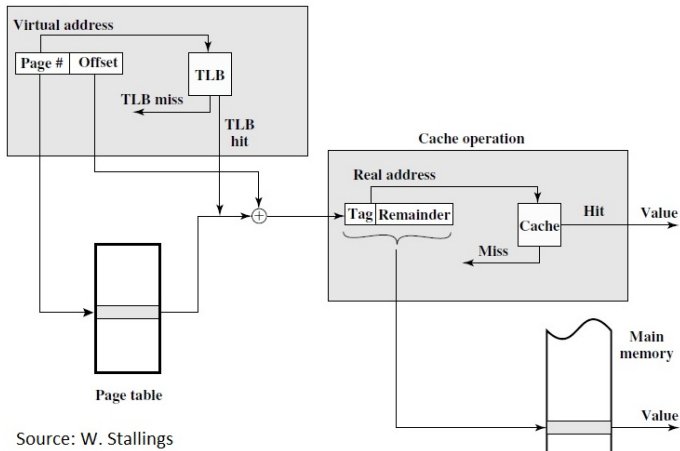 Virtual address
Page # Offset
TLB
TLB miss
TLB
hit
Cache operation
Real address
Tag Remainder
Cache
Hit
Value
Miss
Main
memory
Page table
Value
Source: W. Stallings